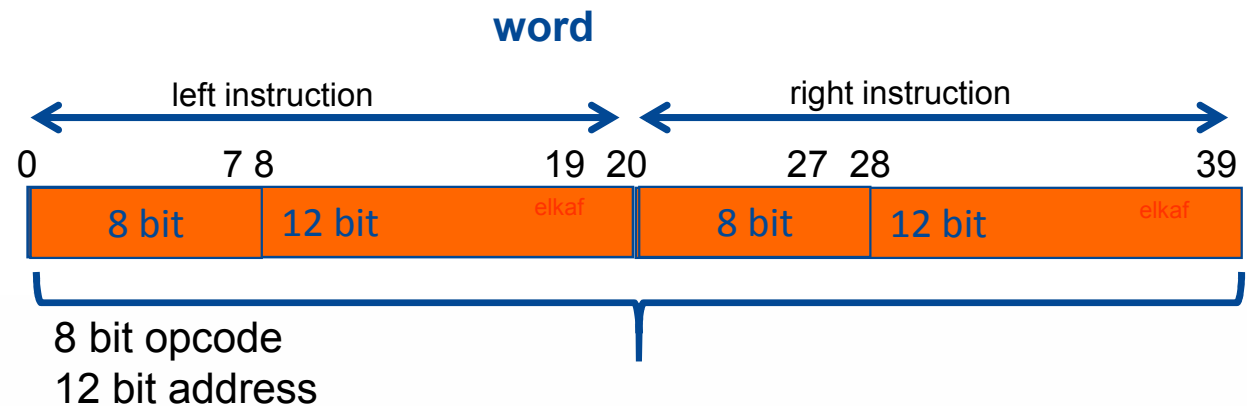 word
left instruction right instruction
0 7 8 19 20 27 28 39
8 bit 12 bit elkaf 8 bit 12 bit elkaf
8 bit opcode
12 bit address